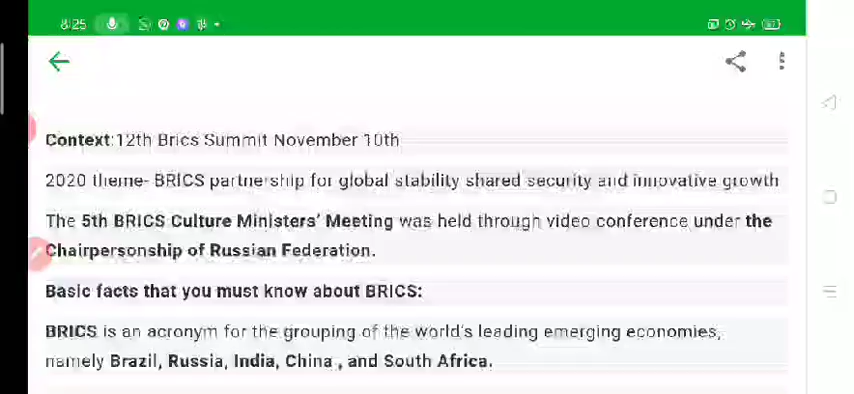 8:25
Context:12th Brics Summit November 10th
2020 theme- BRICS partnership for global stability shared security and innovative growth
The 5th BRICS Culture Ministers' Meeting was held through video conference under the
Chairpersonship of Russian Federation.
Basic facts that you must know about BRICS:
BRICS is an acronym for the grouping of the world's leading emerging economies,
namely Brazil, Russia, India, China , and South Africa.